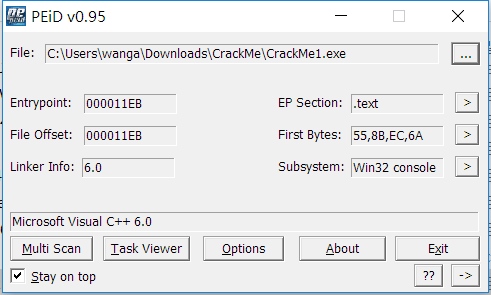 PEiD v0.95
File: C:\Users\wanga\Downloads\CrackMe\CrackMe1.exe ...
Entrypoint: 000011EB EP Section: .text >
File Offset: 000011EB First Bytes: 55,8B,EC,6A >
Linker Info: 6.0 Subsystem: Win32 console >
Microsoft Visual C++ 6.0
Multi Scan Task Viewer Options About Exit
Stay on top ?? ->